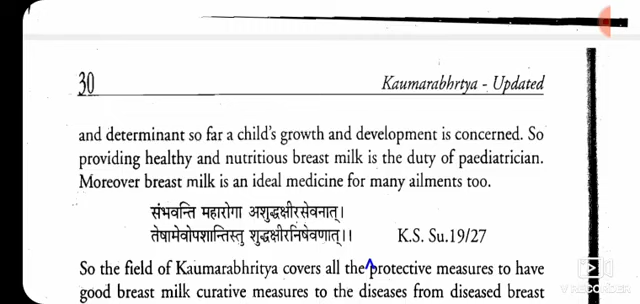 30
Kaumarabhrtya - Updated
and determinant so far a child's growth and development is concerned. So
providing healthy and nutritious breast milk is the duty of paediatrician.
Moreover breast milk is an ideal medicine for many ailments too.
संभवन्ति महारोगा अशुद्धक्षीरसेवनात्।
तेषामेवोपशान्तिस्तु शुद्धक्षीरनिषेवणात्।। K.S. Su.19/27
So the field of Kaumarabhritya covers all the protective measures to have
good breast milk curative measures to the diseases from diseased breast
V RECORDER